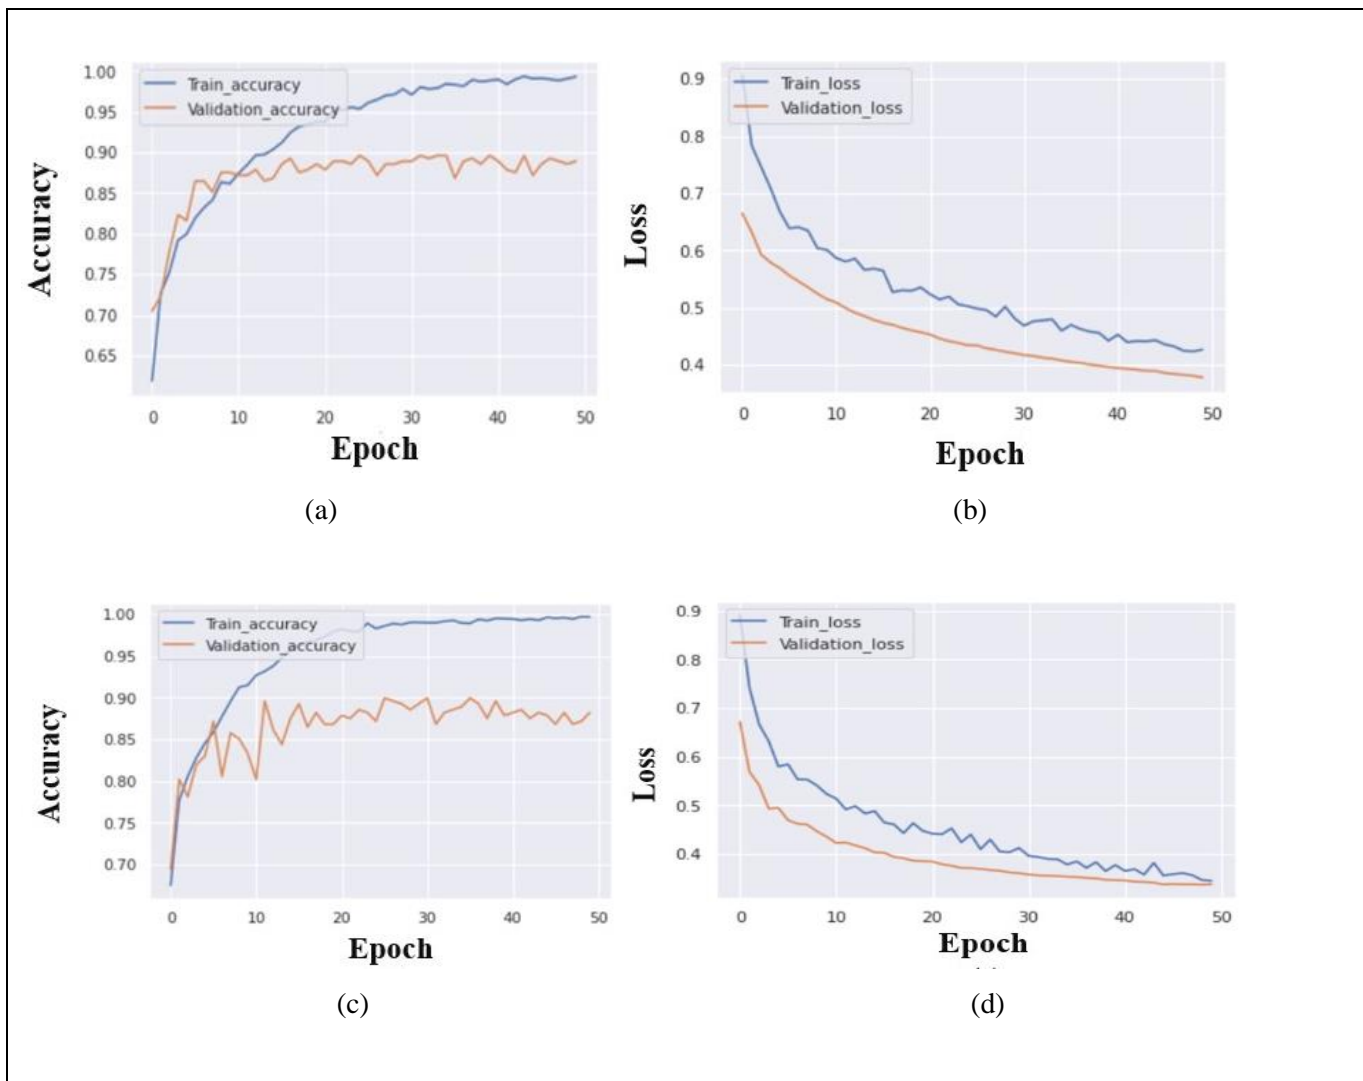 1.00
0.95
0.90
0.85
0.80
0.75
0.70
0.65
Train_accuracy
Validation_accuracy
Accuracy
0 10 20 30 40 50
Epoch
(a)
0.9
0.8
0.7
0.6
0.5
0.4
Train_loss
Validation_loss
Loss
0 10 20 30 40 50
Epoch
(b)
1.00
0.95
0.90
0.85
0.80
0.75
0.70
Train_accuracy
Validation_accuracy
Accuracy
0 10 20 30 40 50
Epoch
(c)
0.9
0.8
0.7
0.6
0.5
0.4
Train_loss
Validation_loss
Loss
0 10 20 30 40 50
Epoch
(d)